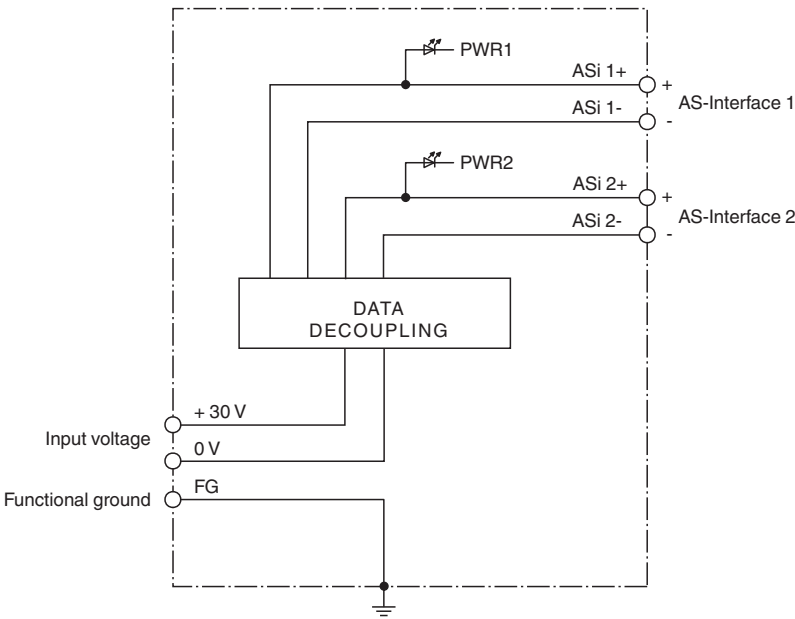 PWR1
ASi 1+
+
AS-Interface 1
ASi 1-
-
PWR2
ASi 2+
+
AS-Interface 2
ASi 2-
-
DATA
DECOUPLING
+ 30 V
Input voltage
0 V
FG
Functional ground